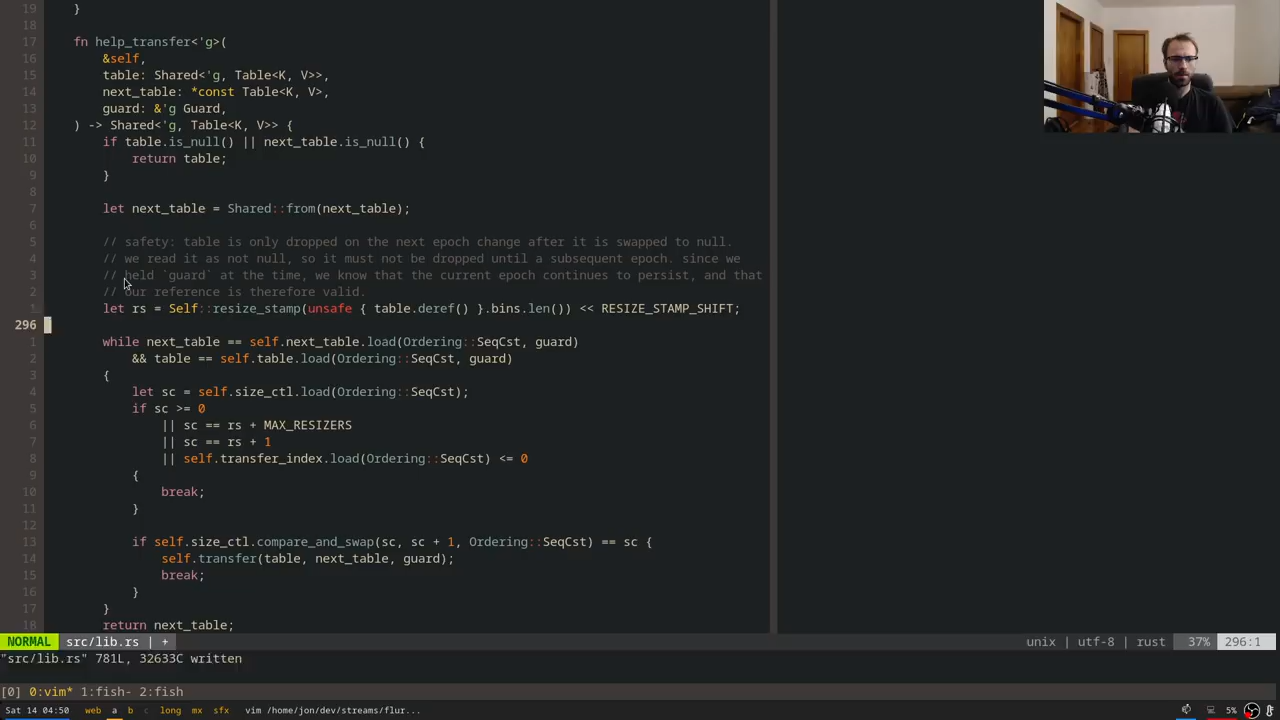 19 }
18
17 fn help_transfer<'g>(
16 &self,
15 table: Shared<'g, Table<K, V>>,
14 next_table: *const Table<K, V>,
13 guard: &'g Guard,
12 ) -> Shared<'g, Table<K, V>> {
11 if table.is_null() || next_table.is_null() {
10 return table;
9 }
8
7 let next_table = Shared::from(next_table);
6
5 // safety: table is only dropped on the next epoch change after it is swapped to null.
4 // we read it as not null, so it must not be dropped until a subsequent epoch. since we
3 // held `guard` at the time, we know that the current epoch continues to persist, and that
2 // our reference is therefore valid.
1 let rs = Self::resize_stamp(unsafe { table.deref() }.bins.len()) << RESIZE_STAMP_SHIFT;
296
1 while next_table == self.next_table.load(Ordering::SeqCst, guard)
2 && table == self.table.load(Ordering::SeqCst, guard)
3 {
4 let sc = self.size_ctl.load(Ordering::SeqCst);
5 if sc >= 0
6 || sc == rs + MAX_RESIZERS
7 || sc == rs + 1
8 || self.transfer_index.load(Ordering::SeqCst) <= 0
9 {
10 break;
11 }
12
13 if self.size_ctl.compare_and_swap(sc, sc + 1, Ordering::SeqCst) == sc {
14 self.transfer(table, next_table, guard);
15 break;
16 }
17 }
18 return next_table;
NORMAL src/lib.rs | + unix | utf-8 | rust 37% 296:1
"src/lib.rs" 781L, 32633C written
[0] 0:vim* 1:fish- 2:fish
Sat 14 04:50 web a b c long mx sfx vim /home/jon/dev/streams/flur... 5%